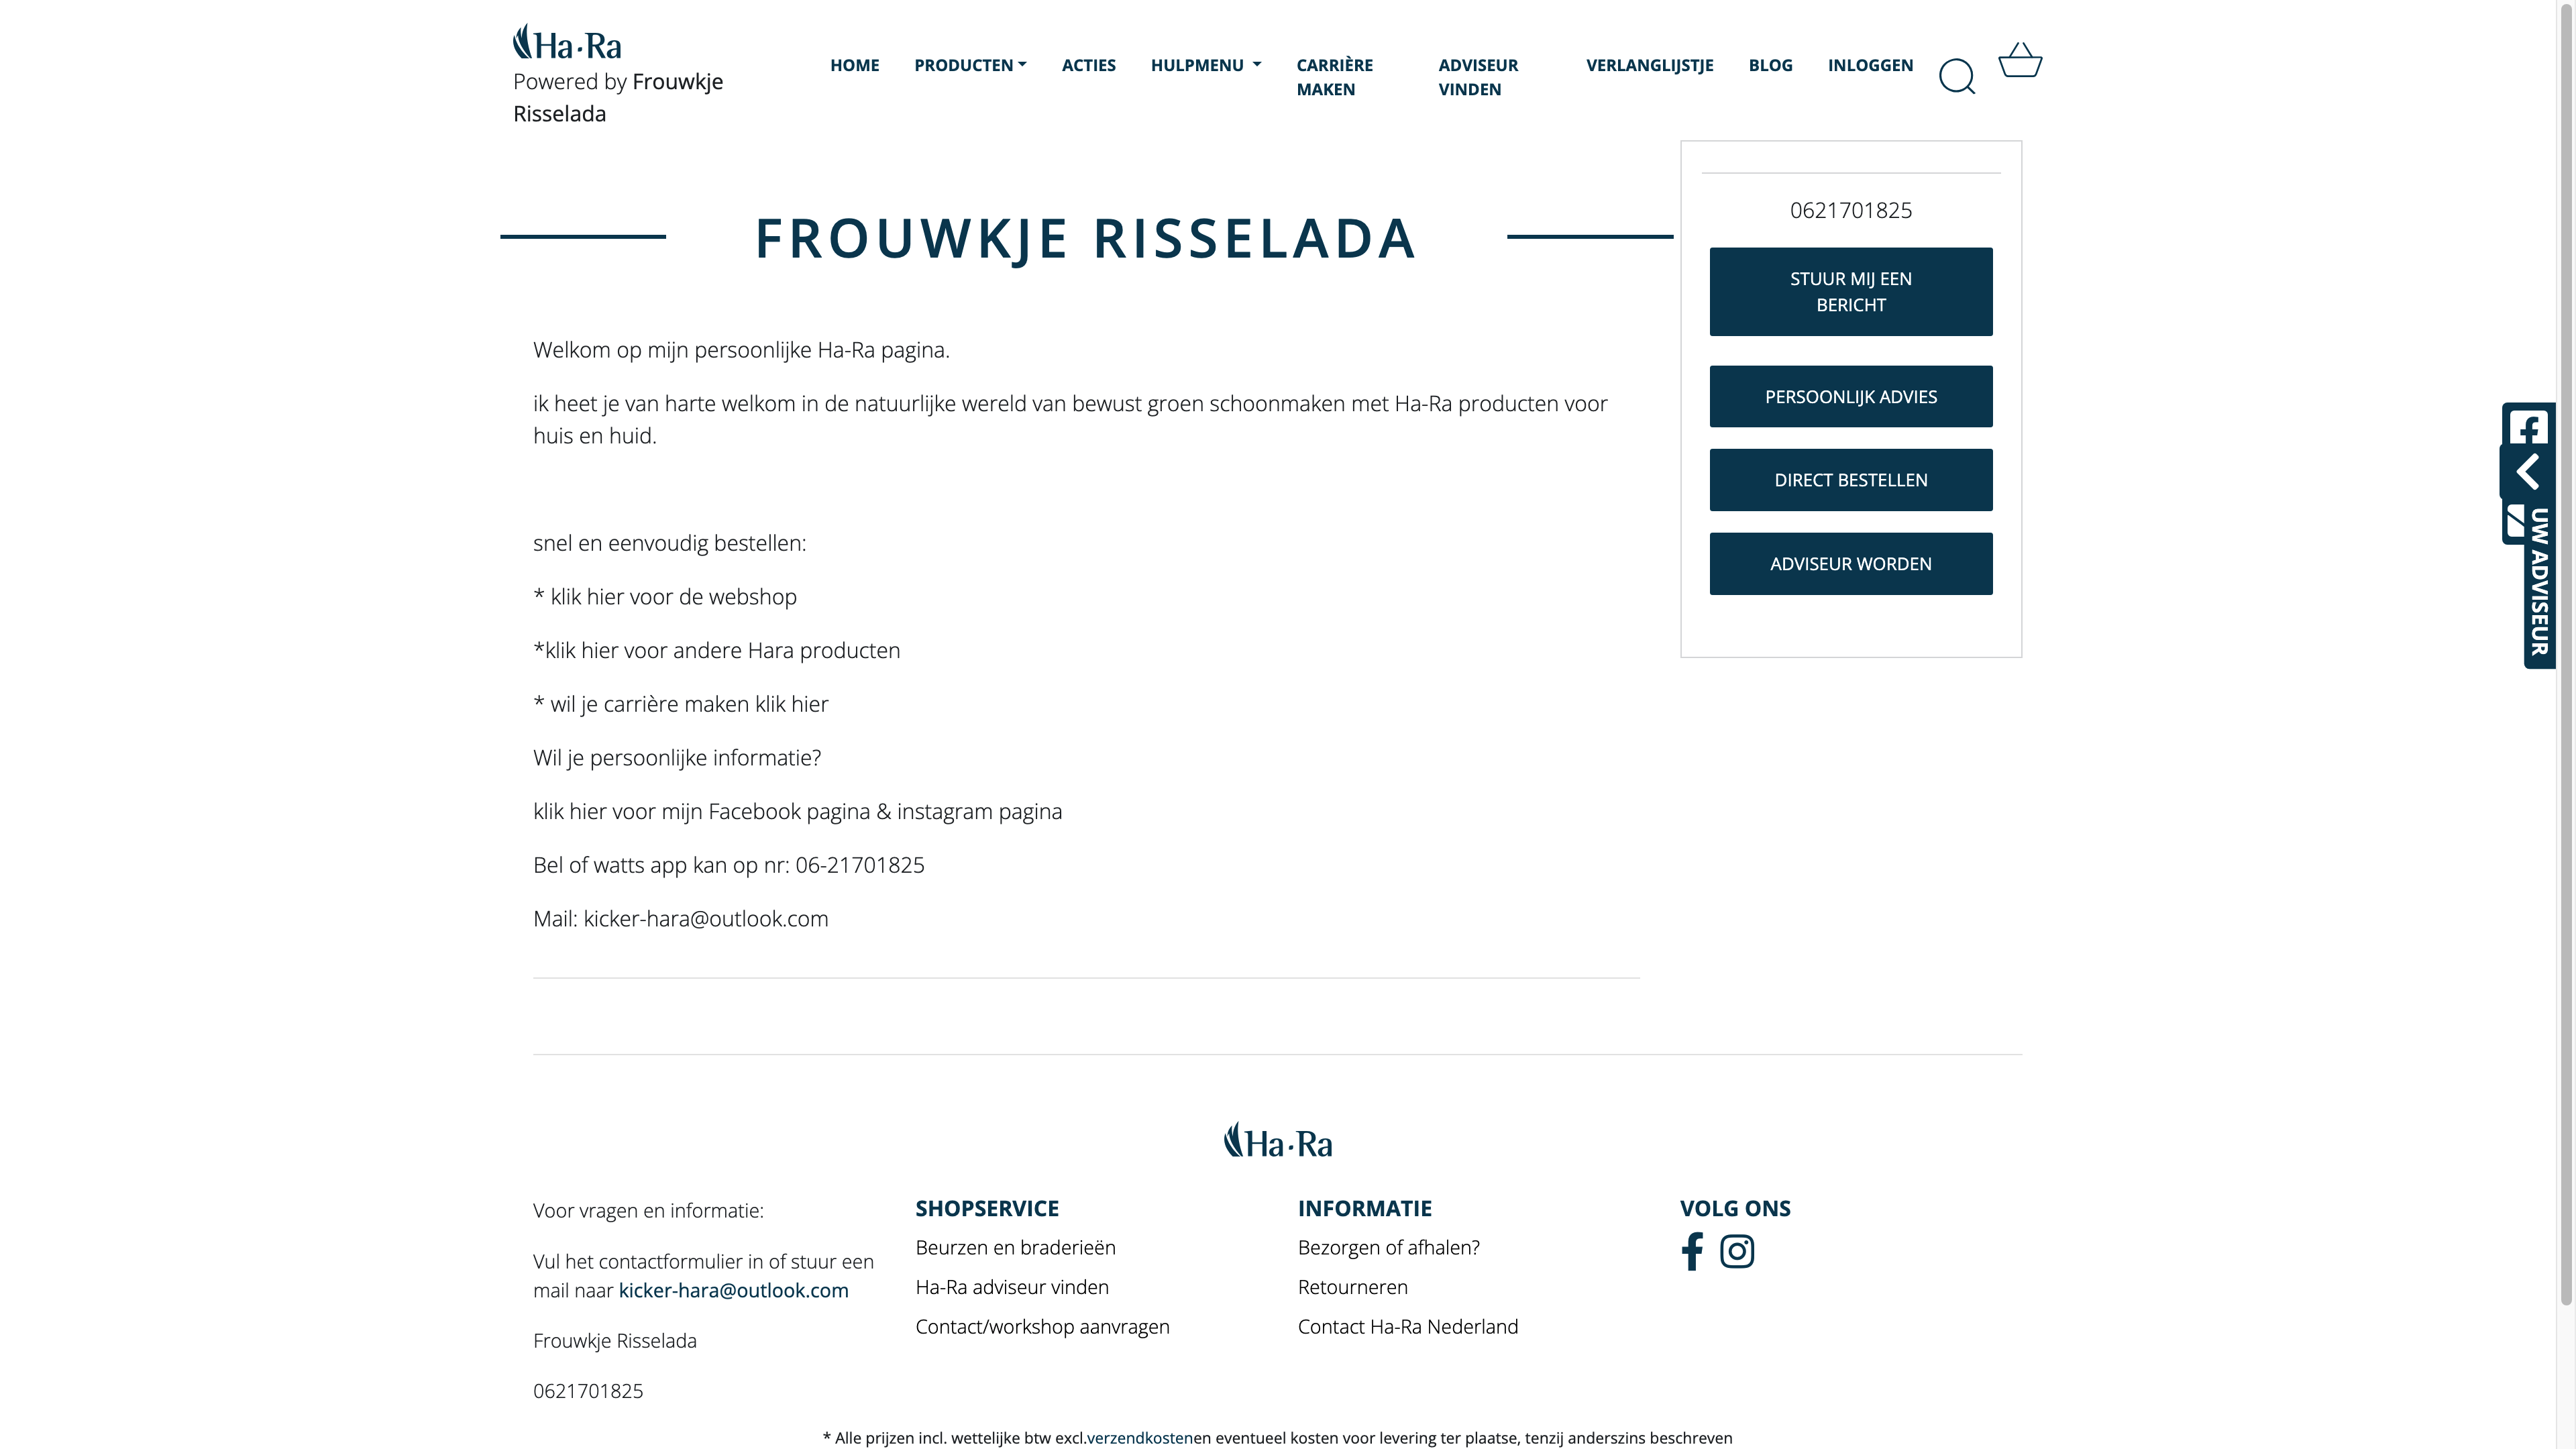 Ha·Ra
Powered by Frouwkje
Risselada
HOME
PRODUCTEN
ACTIES
HULPMENU
CARRIÈRE
MAKEN
ADVISEUR
VINDEN
VERLANGLIJSTJE
BLOG
INLOGGEN
FROUWKJE RISSELADA
Welkom op mijn persoonlijke Ha-Ra pagina.
ik heet je van harte welkom in de natuurlijke wereld van bewust groen schoonmaken met Ha-Ra producten voor
huis en huid.
snel en eenvoudig bestellen:
* klik hier voor de webshop
*klik hier voor andere Hara producten
* wil je carrière maken klik hier
Wil je persoonlijke informatie?
klik hier voor mijn Facebook pagina & instagram pagina
Bel of watts app kan op nr: 06-21701825
Mail: kicker-hara@outlook.com
0621701825
STUUR MIJ EEN
BERICHT
PERSOONLIJK ADVIES
DIRECT BESTELLEN
ADVISEUR WORDEN
UW ADVISEUR
Ha·Ra
Voor vragen en informatie:
Vul het contactformulier in of stuur een
mail naar kicker-hara@outlook.com
Frouwkje Risselada
0621701825
SHOPSERVICE
Beurzen en braderieën
Ha-Ra adviseur vinden
Contact/workshop aanvragen
INFORMATIE
Bezorgen of afhalen?
Retourneren
Contact Ha-Ra Nederland
VOLG ONS
* Alle prijzen incl. wettelijke btw excl.verzendkostenen eventueel kosten voor levering ter plaatse, tenzij anderszins beschreven